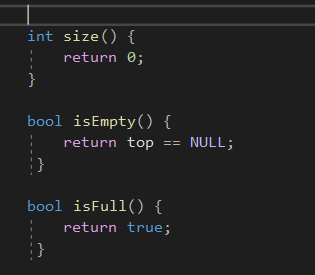 int size() {
    return 0;
}

bool isEmpty() {
    return top == NULL;
}

bool isFull() {
    return true;
}